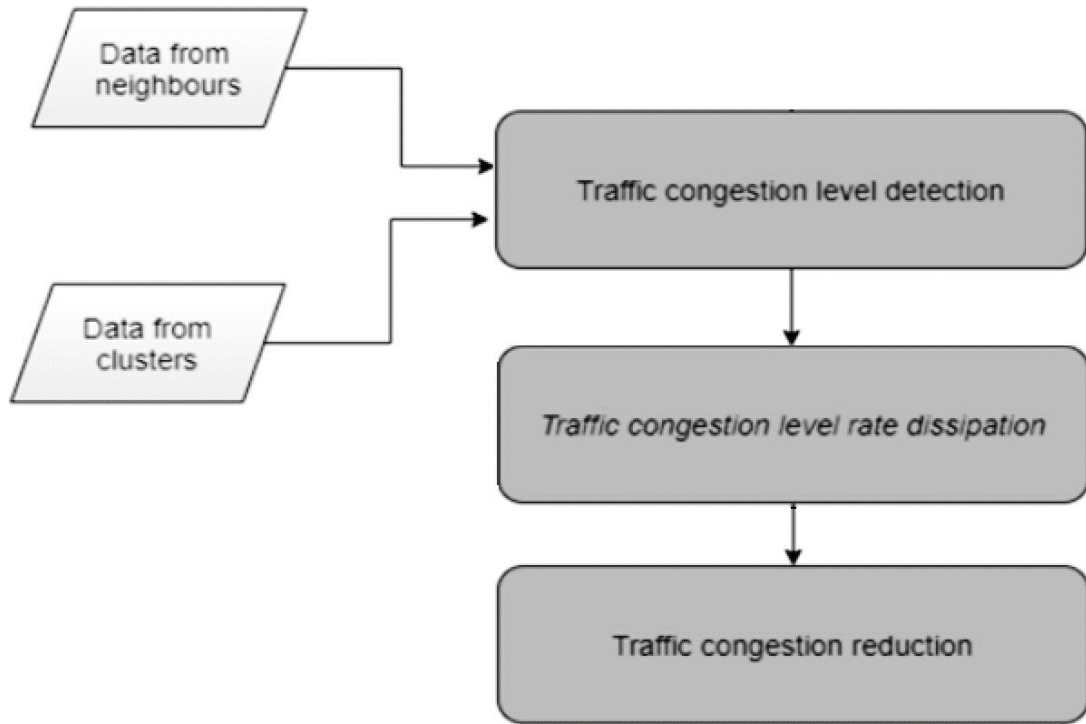 Data from
neighbours
Traffic congestion level detection
Data from
clusters
Traffic congestion level rate dissipation
Traffic congestion reduction